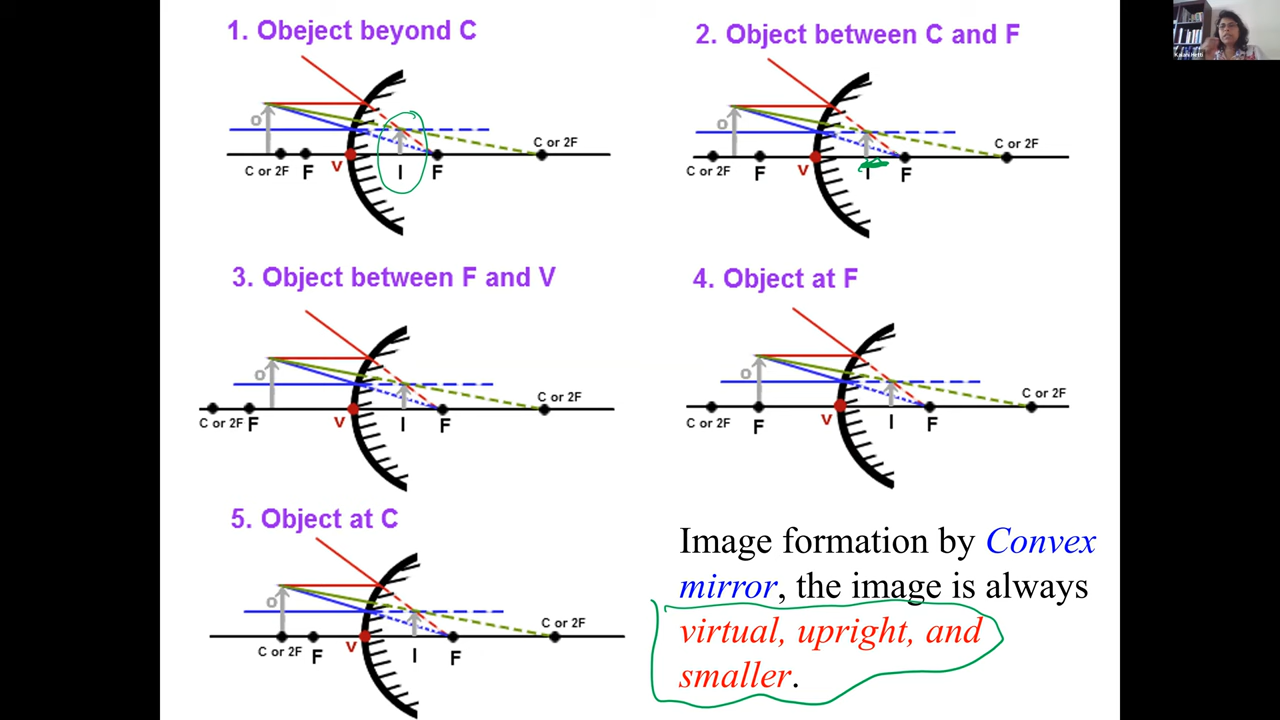 1. Obeject beyond C
O
C or 2F
F
V
I
F
C or 2F
2. Object between C and F
O
C or 2F
F
V
I
F
C or 2F
3. Object between F and V
O
C or 2F
F
V
I
F
C or 2F
4. Object at F
O
C or 2F
F
V
I
F
C or 2F
5. Object at C
O
C or 2F
F
V
I
F
C or 2F
Image formation by Convex
mirror, the image is always
virtual, upright, and
smaller.